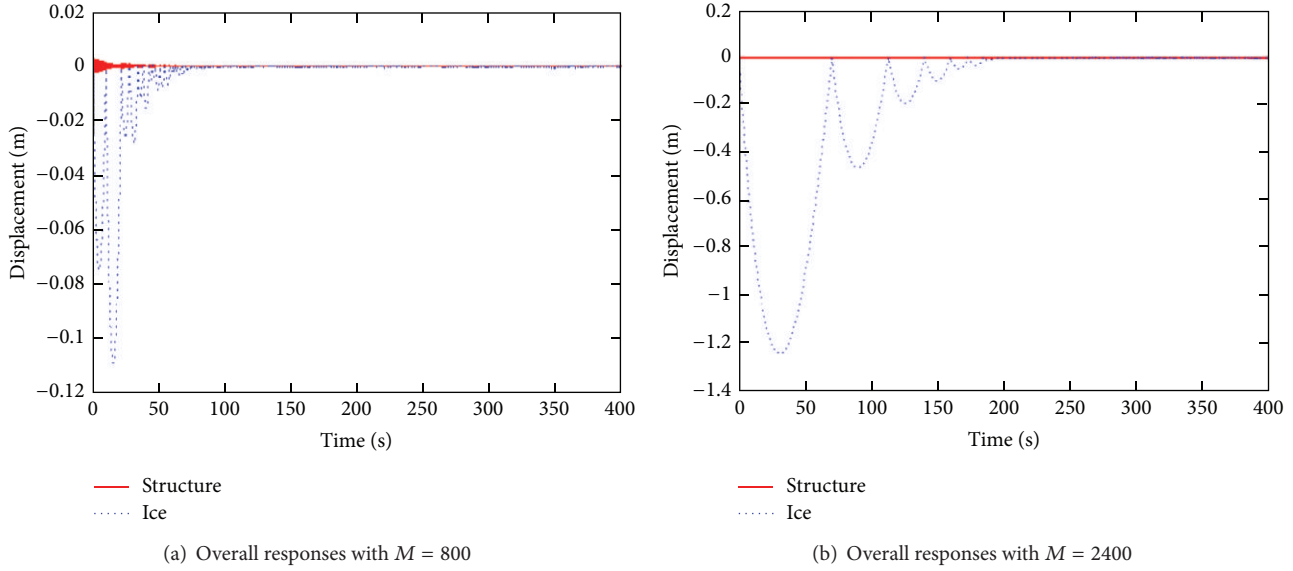 0.02
0
−0.02
−0.04
−0.06
−0.08
−0.1
−0.12
Displacement (m)
0 50 100 150 200 250 300 350 400
Time (s)
Structure
Ice
(a) Overall responses with M = 800
0.2
0
−0.2
−0.4
−0.6
−0.8
−1
−1.2
−1.4
Displacement (m)
0 50 100 150 200 250 300 350 400
Time (s)
Structure
Ice
(b) Overall responses with M = 2400